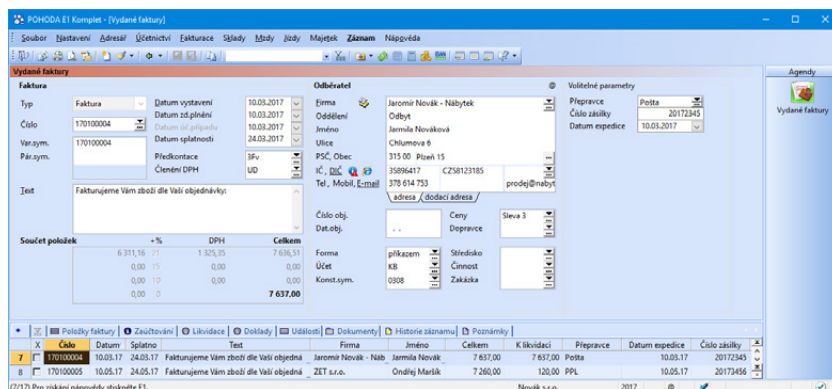 POHODA E1 Komplet - [Vydané faktury]
Soubor Nastavení Adresář Účetnictví Fakturace Sklady Mzdy Jízdy Majetek Záznam Nápověda
Vydané faktury
Agendy
Vydané faktury
Faktura
Typ Faktura
Číslo 170100004
Var.sym. 170100004
Pár.sym.
Datum vystavení 10.03.2017
Datum zd.plnění 10.03.2017
Datum úč.případu 10.03.2017
Datum splatnosti 24.03.2017
Předkontace 3Fv
Členění DPH UD
Text Fakturujeme Vám zboží dle Vaší objednávky:
Součet položek +% DPH Celkem
6 311,16 21 1 325,35 7 636,51
0,00 15 0,00 0,00
0,00 10 0,00 0,00
0,00 0 7 637,00
Odběratel @
Firma Jaromír Novák - Nábytek
Oddělení Odbyt
Jméno Jarmila Nováková
Ulice Chlumova 6
PSČ, Obec 315 00 Plzeň 15
IČ, DIČ 35896417 CZ58123185
Tel, Mobil, E-mail 378 614 753 prodej@nabyt
adresa dodací adresa
Číslo obj. Ceny Sleva 3
Dat.obj. . . Dopravce
Forma příkazem Středisko
Účet KB Činnost
Konst.sym. 0308 Zakázka
Volitelné parametry
Přepravce Pošta
Číslo zásilky 20172345
Datum expedice 10.03.2017
Položky faktury Zaúčtování Likvidace Doklady Události Dokumenty Historie záznamu Poznámky
X Číslo Datum Splatno Text Firma Jméno Celkem K likvidaci Přepravce Datum expedice Číslo zásilky
7 170100004 10.03.17 24.03.17 Fakturujeme Vám zboží dle Vaší objedná Jaromír Novák - Náb Jarmila Novák 7 637,00 7 637,00 Pošta 10.03.17 20172345
8 170100005 10.05.17 24.05.17 Fakturujeme Vám zboží dle Vaší objedná ZET s.r.o. Ondřej Maršík 7 260,00 120,00 PPL 10.05.17 20173456
(7/17) Pro získání nápovědy stiskněte F1. Novák s.r.o. 2017 @